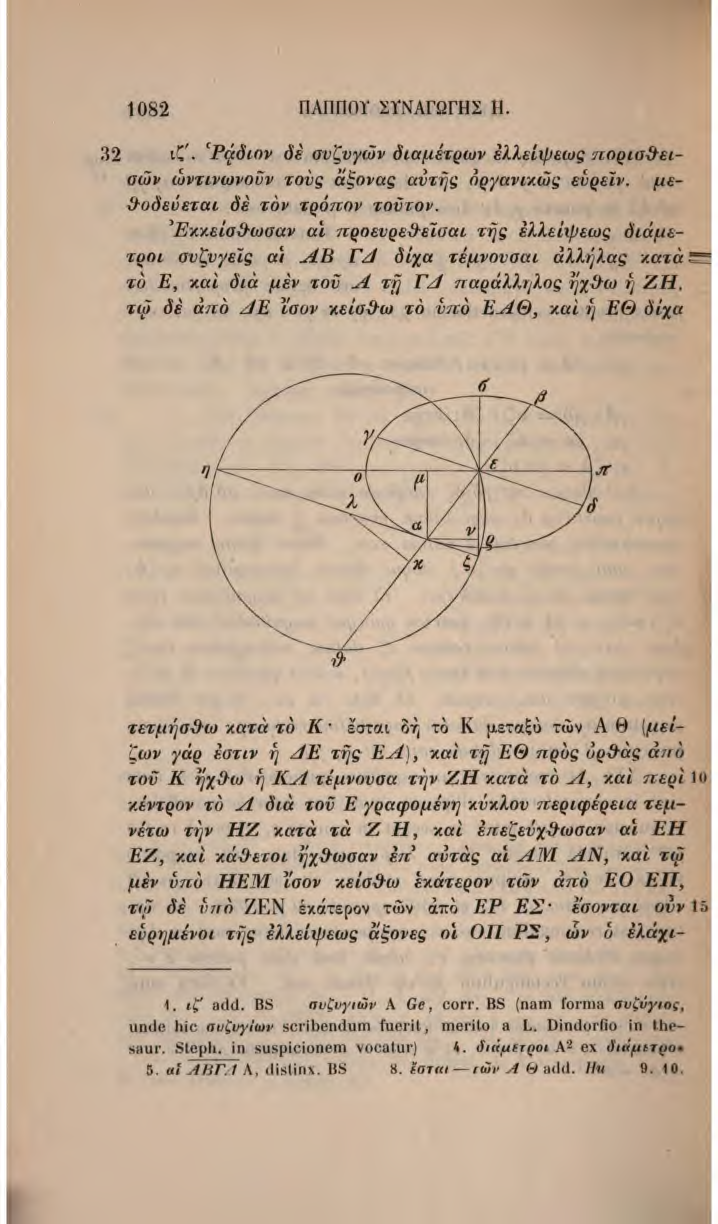 1082 ΠΑΠΠΟΥ ΣΥΝΑΓΩΓΗΣ Η.
32 ιζ΄. Ῥᾴδιον δὲ συζυγῶν διαμέτρων ἐλλείψεως πορισθει-
σῶν ὡντινωνοῦν τοὺς ἄξονας αὐτῆς ὀργανικῶς εὑρεῖν. με-
θοδεύεται δὲ τὸν τρόπον τοῦτον.
Ἐκκείσθωσαν αἱ προευρεθεῖσαι τῆς ἐλλείψεως διάμε-
τροι συζυγεῖς αἱ ΑΒ ΓΔ δίχα τέμνουσαι ἀλλήλας κατὰ
τὸ Ε, καὶ διὰ μὲν τοῦ Α τῇ ΓΔ παράλληλος ἤχθω ἡ ΖΗ,
τῷ δὲ ἀπὸ ΔΕ ἴσον κείσθω τὸ ὑπὸ ΕΑΘ, καὶ ἡ ΕΘ δίχα
σ
β
γ
η
ο
μ
ε
π
λ
δ
α
ν
ρ
κ
ξ
θ
τετμήσθω κατὰ τὸ Κ· ἔσται δὴ τὸ Κ μεταξὺ τῶν Α Θ (μεί-
ζων γάρ ἐστιν ἡ ΔΕ τῆς ΕΑ), καὶ τῇ ΕΘ πρὸς ὀρθὰς ἀπὸ
τοῦ Κ ἤχθω ἡ ΚΛ τέμνουσα τὴν ΖΗ κατὰ τὸ Λ, καὶ περὶ 10
κέντρον τὸ Λ διὰ τοῦ Ε γραφομένη κύκλου περιφέρεια τεμ-
νέτω τὴν ΗΖ κατὰ τὰ Ζ Η, καὶ ἐπεζεύχθωσαν αἱ ΕΗ
ΕΖ, καὶ κάθετοι ἤχθωσαν ἐπ’ αὐτὰς αἱ ΑΜ ΑΝ, καὶ τῷ
μὲν ὑπὸ ΗΕΜ ἴσον κείσθω ἑκάτερον τῶν ἀπὸ ΕΟ ΕΠ,
τῷ δὲ ὑπὸ ΖΕΝ ἑκάτερον τῶν ἀπὸ ΕΡ ΕΣ· ἔσονται οὖν 15
εὑρημένοι τῆς ἐλλείψεως ἄξονες οἱ ΟΠ ΡΣ, ὧν ὁ ἐλάχι-
1. ιζ΄ add. BS συζυγιῶν A Ge, corr. BS (nam forma συζύγιος,
unde hic συζυγίων scribendum fuerit, merito a L. Dindorfio in the-
saur. Steph. in suspicionem vocatur) 4. διάμετροι A² ex διάμετρο*
5. αἱ ΑΒΓΔ A, distinx. BS 8. ἔσται — τῶν Α Θ add. Hu 9. 10.